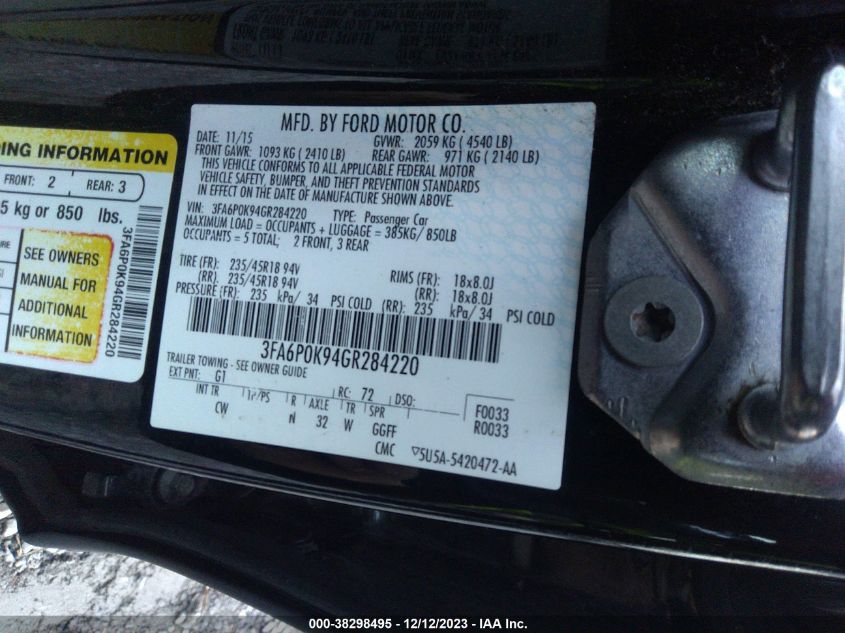 MFD. BY FORD MOTOR CO.
DATE: 11/15 GVWR: 2059 KG ( 4540 LB)
FRONT GAWR: 1093 KG ( 2410 LB) REAR GAWR: 971 KG ( 2140 LB)
THIS VEHICLE CONFORMS TO ALL APPLICABLE FEDERAL MOTOR
VEHICLE SAFETY, BUMPER, AND THEFT PREVENTION STANDARDS
IN EFFECT ON THE DATE OF MANUFACTURE SHOWN ABOVE.
VIN: 3FA6P0K94GR284220 TYPE: Passenger Car
MAXIMUM LOAD = OCCUPANTS + LUGGAGE = 385KG/ 850LB
OCCUPANTS = 5 TOTAL; 2 FRONT, 3 REAR
TIRE (FR): 235/45R18 94V RIMS (FR): 18x8.0J
(RR): 235/45R18 94V (RR): 18x8.0J
PRESSURE (FR): 235 kPa/ 34 PSI COLD (RR): 235 kPa/ 34 PSI COLD
3FA6P0K94GR284220
TRAILER TOWING - SEE OWNER GUIDE
EXT PNT: G1 RC: 72 DSO: F0033
INT TR TP/PS R AXLE TR SPR R0033
CW N 32 W GGFF
CMC 5U5A-5420472-AA
ING INFORMATION
FRONT: 2 REAR: 3
5 kg or 850 lbs.
SEE OWNERS
MANUAL FOR
ADDITIONAL
INFORMATION
3FA6P0K94GR284220
000-38298495 - 12/12/2023 - IAA Inc.